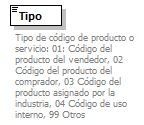 Tipo
Tipo de código de producto o
servicio: 01: Código del
producto del vendedor, 02
Código del producto del
comprador, 03 Código del
producto asignado por la
industria, 04 Código de uso
interno, 99 Otros